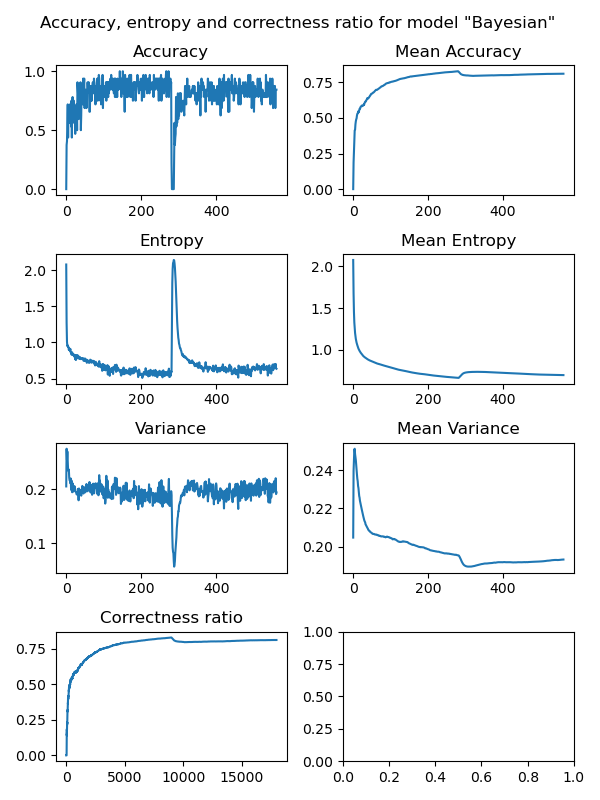 Accuracy, entropy and correctness ratio for model "Bayesian"
Accuracy
1.0
0.5
0.0
0 200 400
Mean Accuracy
0.75
0.50
0.25
0.00
0 200 400
Entropy
2.0
1.5
1.0
0.5
0 200 400
Mean Entropy
2.0
1.5
1.0
0 200 400
Variance
0.2
0.1
0 200 400
Mean Variance
0.24
0.22
0.20
0 200 400
Correctness ratio
0.75
0.50
0.25
0.00
0 5000 10000 15000
1.00
0.75
0.50
0.25
0.00
0.0 0.2 0.4 0.6 0.8 1.0